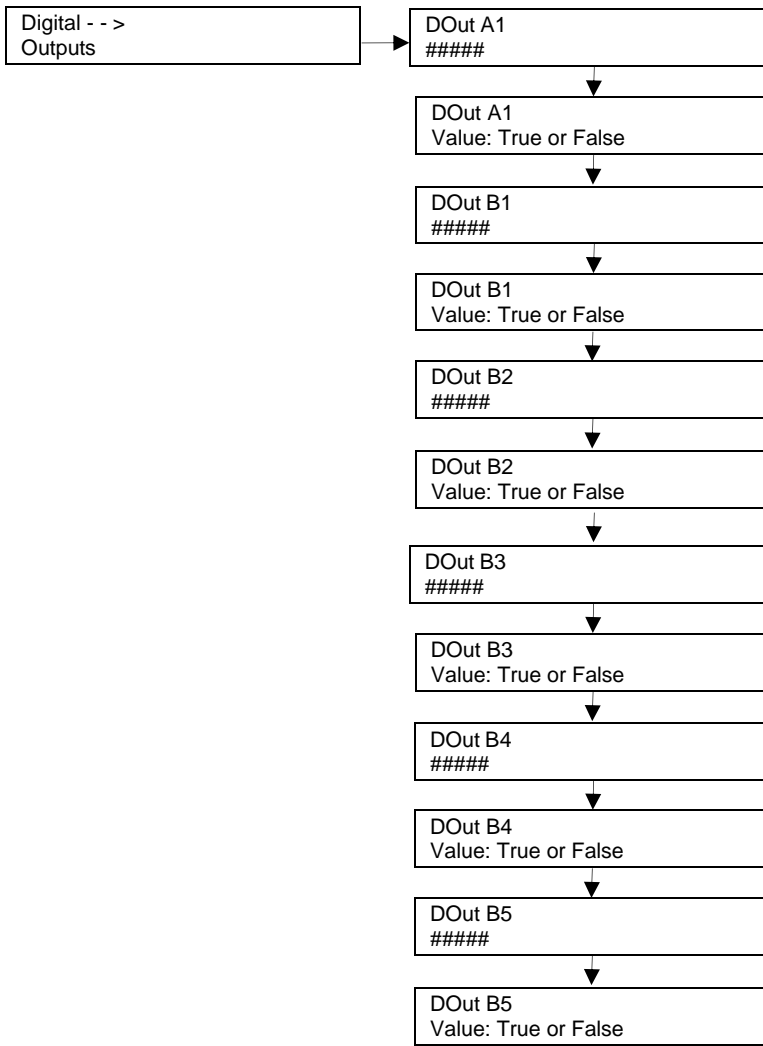 Digital - - >
Outputs
DOut A1
#####
DOut A1
Value: True or False
DOut B1
#####
DOut B1
Value: True or False
DOut B2
#####
DOut B2
Value: True or False
DOut B3
#####
DOut B3
Value: True or False
DOut B4
#####
DOut B4
Value: True or False
DOut B5
#####
DOut B5
Value: True or False